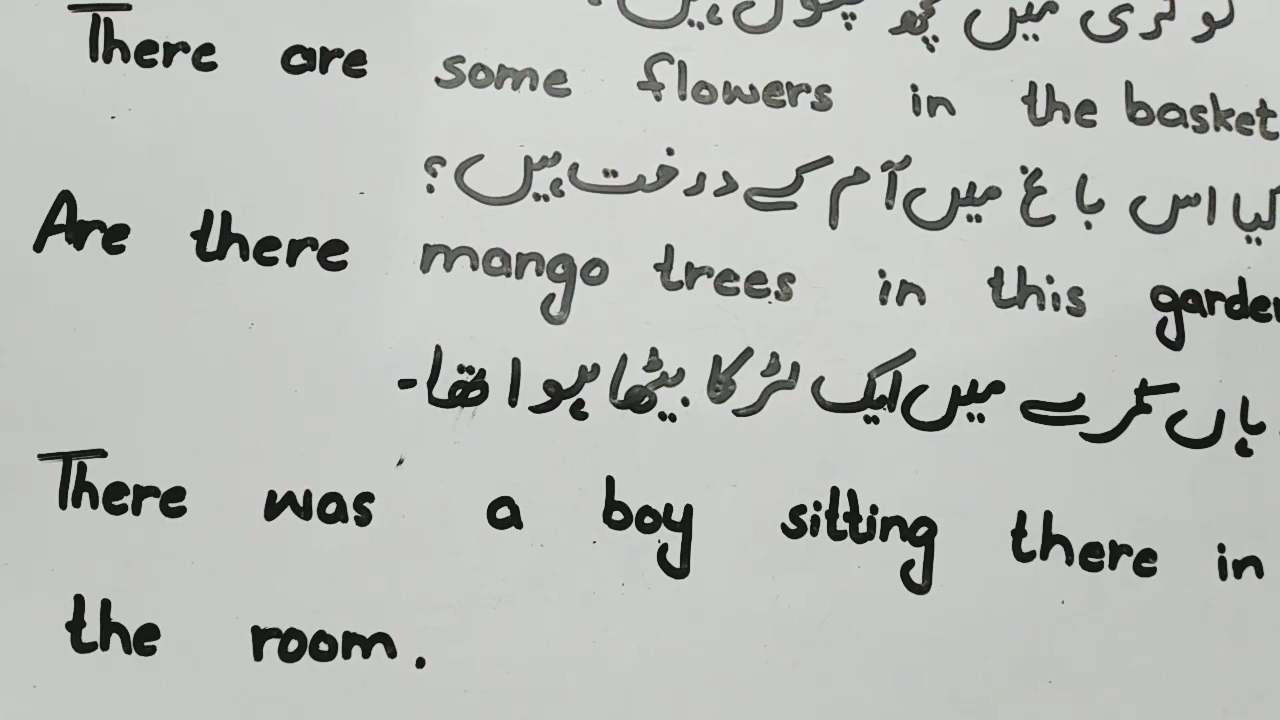 ٹوکری میں کچھ پھول ہیں۔
There are some flowers in the basket
کیا اس باغ میں آم کے درخت ہیں؟
Are there mango trees in this garden
ہاں کمرے میں ایک لڑکا بیٹھا ہوا تھا۔
There was a boy sitting there in
the room.